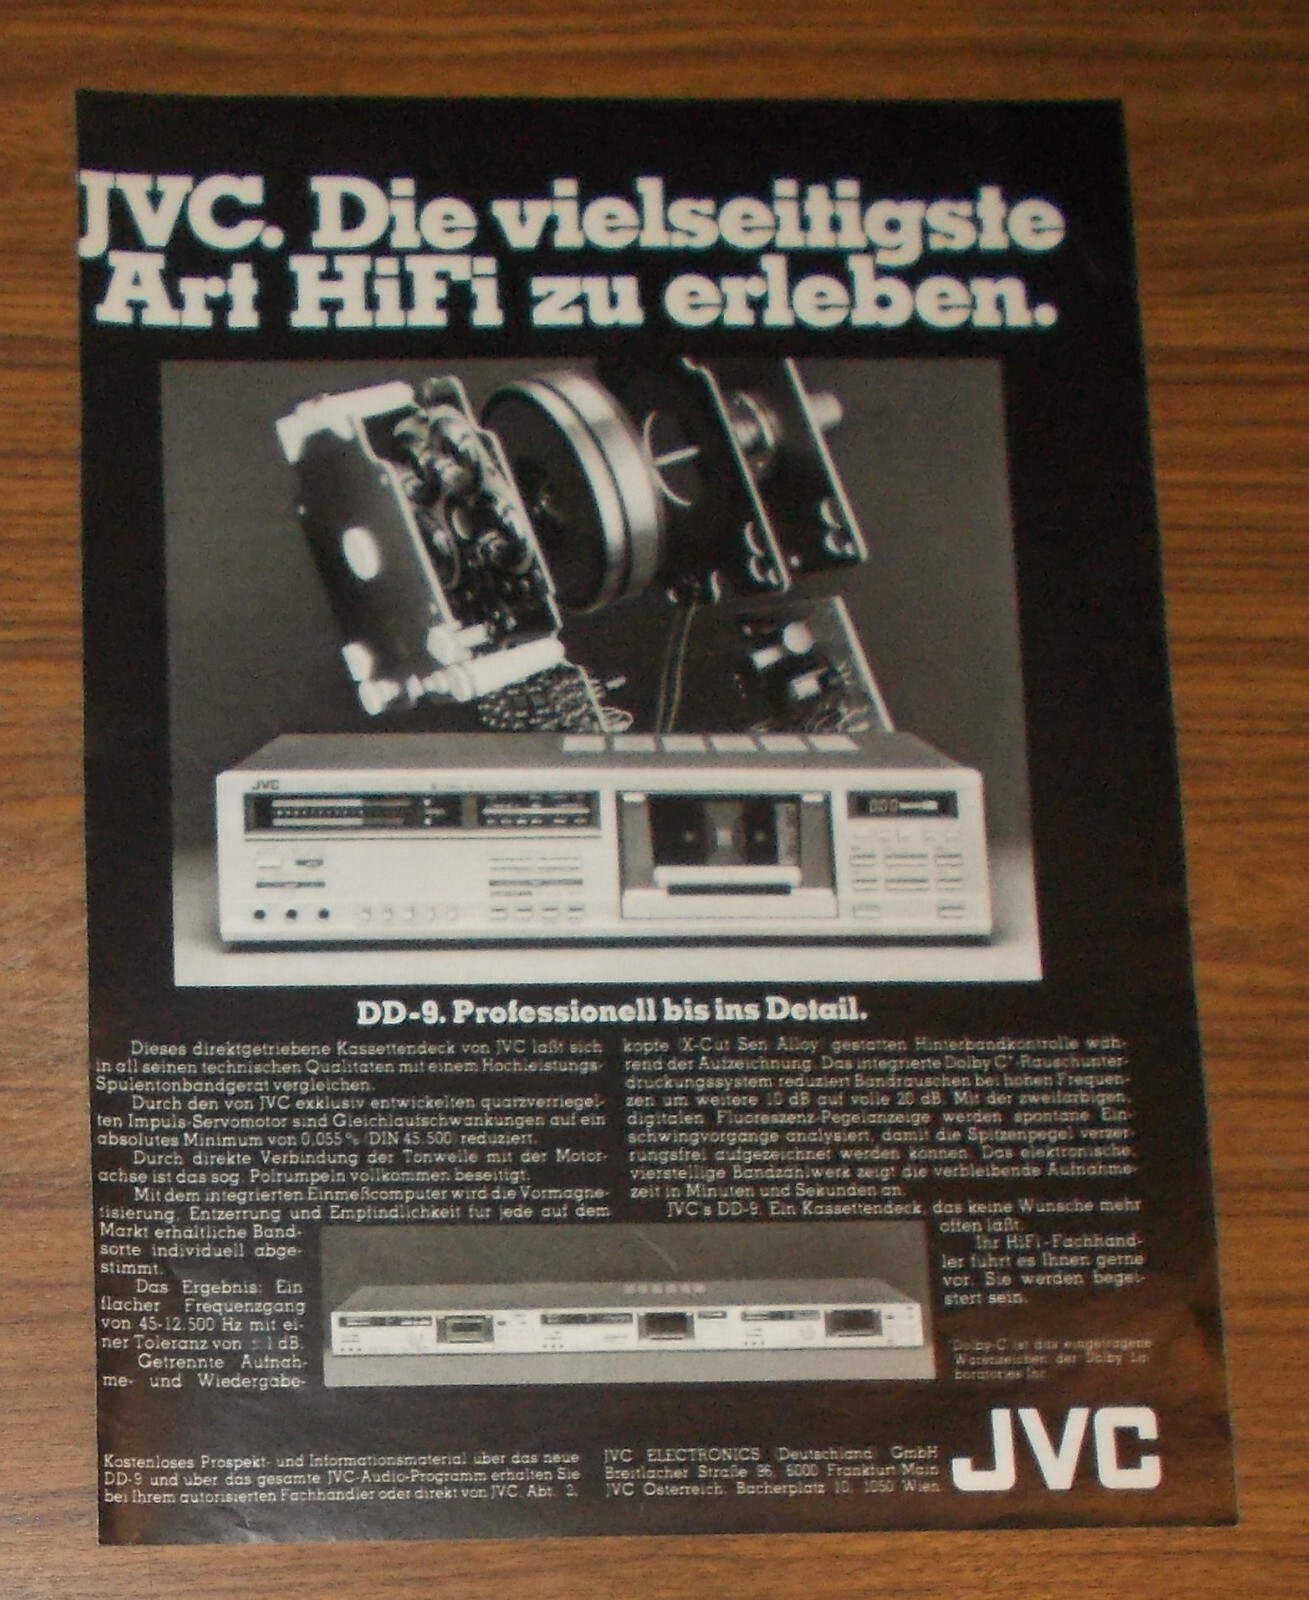 JVC. Die vielseitigste
Art HiFi zu erleben.
JVC
DD-9. Professionell bis ins Detail.
Dieses direktgetriebene Kassettendeck von JVC läßt sich
in all seinen technischen Qualitäten mit einem Hochleistungs-
Spulentonbandgerät vergleichen.
Durch den von JVC exklusiv entwickelten quarzverriegel-
ten Impuls-Servomotor sind Gleichlaufschwankungen auf ein
absolutes Minimum von 0,055% (DIN 45.500) reduziert.
Durch direkte Verbindung der Tonwelle mit der Motor-
achse ist das sog. Polrumpeln vollkommen beseitigt.
Mit dem integrierten Einmeßcomputer wird die Vormagne-
tisierung, Entzerrung und Empfindlichkeit für jede auf dem
Markt erhältliche Band-
sorte individuell abge-
stimmt.
Das Ergebnis: Ein
flacher Frequenzgang
von 45-12.500 Hz mit ei-
ner Toleranz von ± 1 dB.
Getrennte Aufnah-
me- und Wiedergabe-
köpfe (X-Cut Sen Alloy) gestatten Hinterbandkontrolle wäh-
rend der Aufzeichnung. Das integrierte Dolby C* Rauschunter-
drückungssystem reduziert Bandrauschen bei hohen Frequen-
zen um weitere 10 dB auf volle 20 dB. Mit der zweifarbigen,
digitalen Fluoreszenz-Pegelanzeige werden spontane Ein-
schwingvorgänge analysiert, damit die Spitzenpegel verzer-
rungsfrei aufgezeichnet werden können. Das elektronische,
vierstellige Bandzählwerk zeigt die verbleibende Aufnahme-
zeit in Minuten und Sekunden an.
JVC's DD-9. Ein Kassettendeck, das keine Wünsche mehr
offen läßt.
Ihr HiFi-Fachhänd-
ler führt es Ihnen gerne
vor. Sie werden begei-
stert sein.
*Dolby-C ist das eingetragene
Warenzeichen der Dolby La-
boratories Inc.
Kostenloses Prospekt- und Informationsmaterial über das neue
DD-9 und über das gesamte JVC-Audio-Programm erhalten Sie
bei Ihrem autorisierten Fachhändler oder direkt von JVC, Abt. 2.
JVC ELECTRONICS (Deutschland) GmbH
Breitlacher Straße 96, 6000 Frankfurt/Main
JVC Österreich: Bacherplatz 10, 1050 Wien
JVC